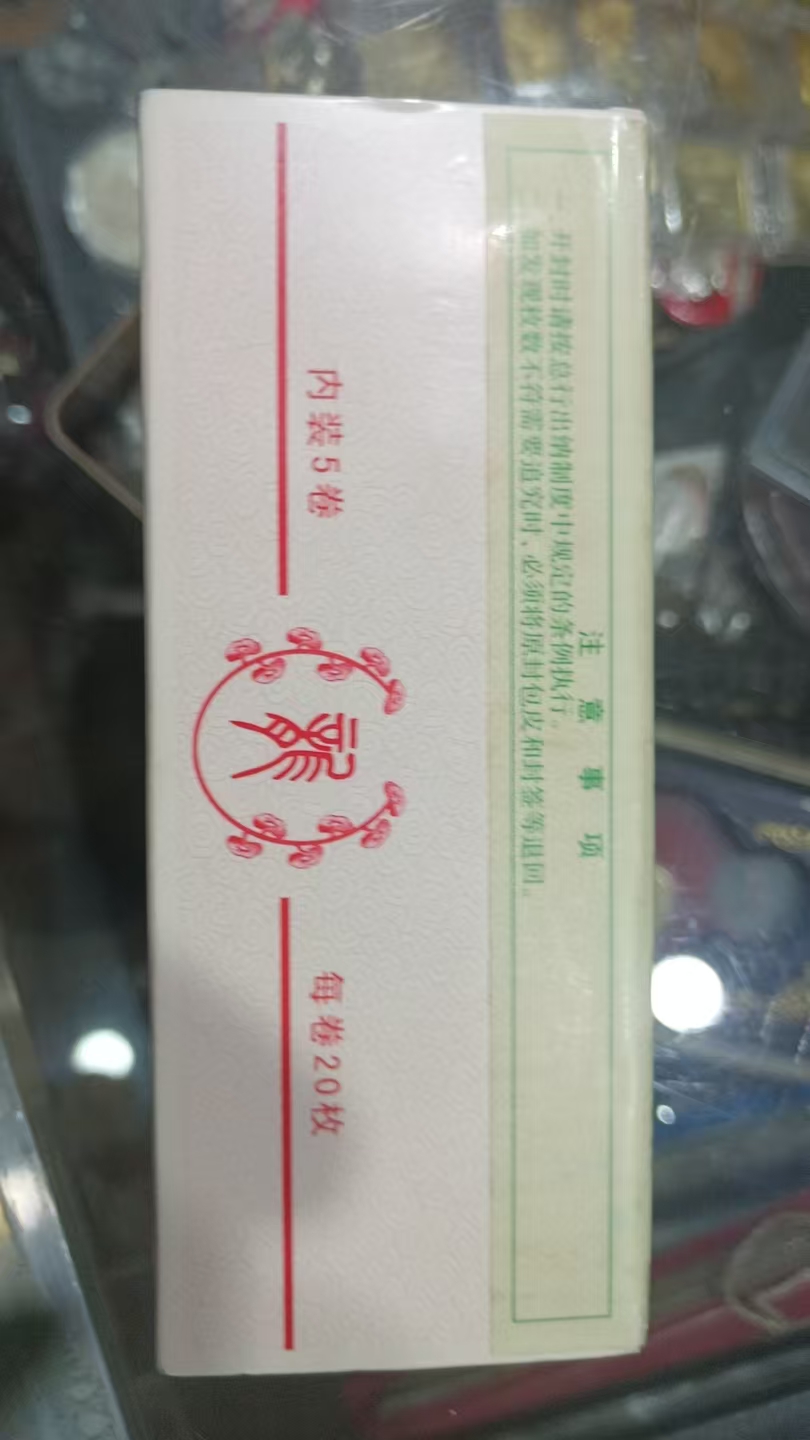 注意事项
一、开封时请按总行出纳制度中规定的条例执行。
二、如发现枚数不符需要追究时，必须将原封包皮和封签等退回。
内装5卷
每卷20枚